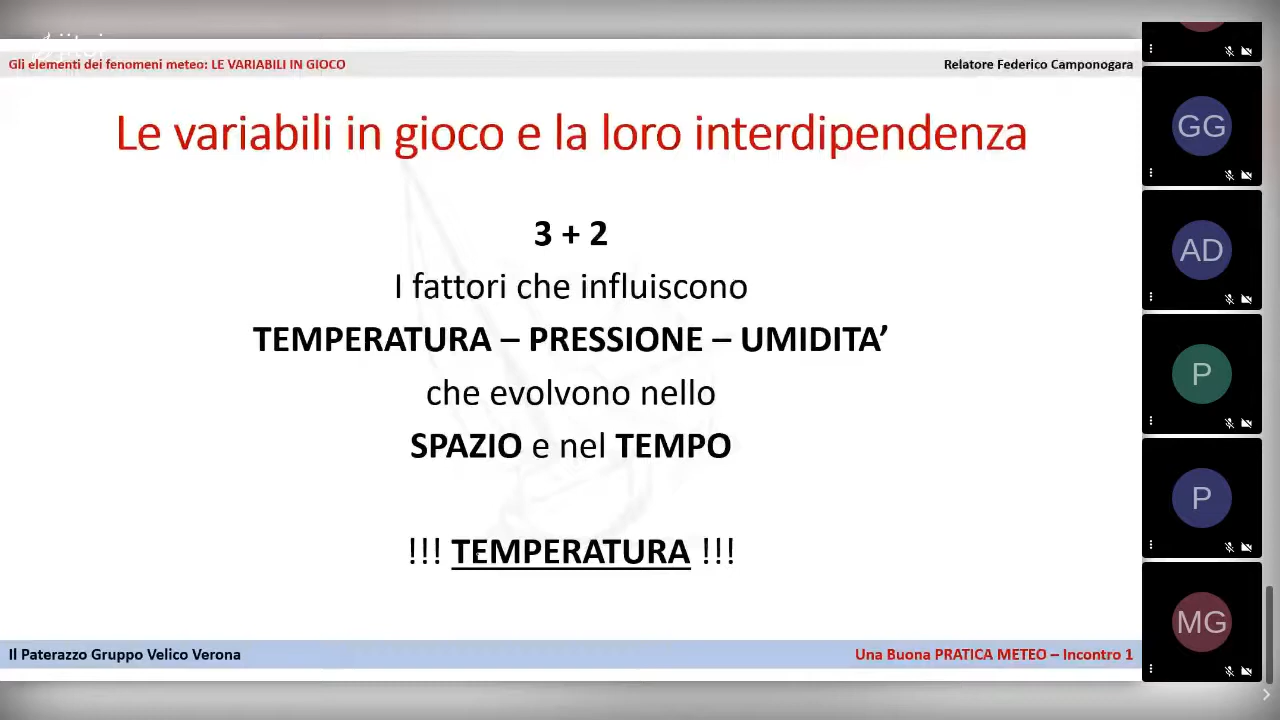 jitsi
Gli elementi dei fenomeni meteo: LE VARIABILI IN GIOCO
Relatore Federico Camponogara
Le variabili in gioco e la loro interdipendenza
3 + 2
I fattori che influiscono
TEMPERATURA – PRESSIONE – UMIDITA’
che evolvono nello
SPAZIO e nel TEMPO
!!! TEMPERATURA !!!
Il Paterazzo Gruppo Velico Verona
Una Buona PRATICA METEO – Incontro 1
GG
AD
P
P
MG